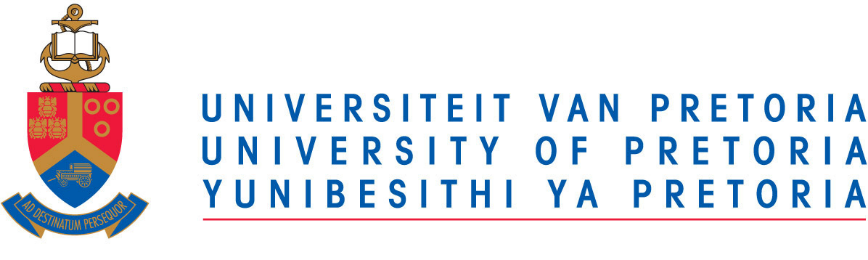 AD DESTINATUM PERSEQUOR
UNIVERSITEIT VAN PRETORIA
UNIVERSITY OF PRETORIA
YUNIBESITHI YA PRETORIA